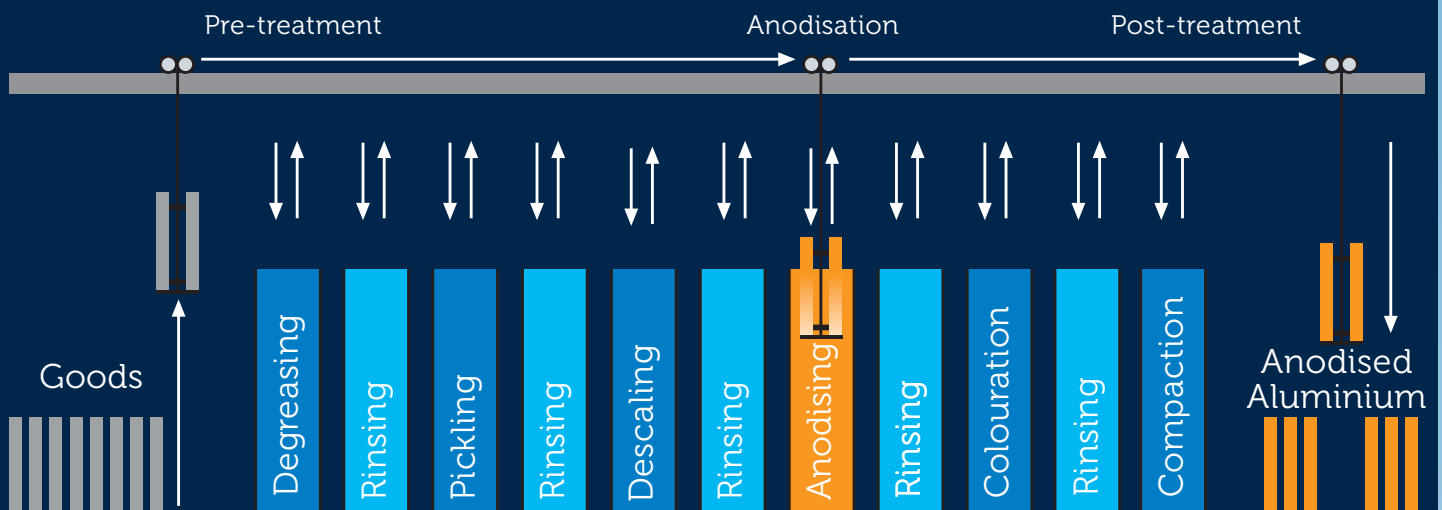 Pre-treatment
Anodisation
Post-treatment
Goods
Degreasing
Rinsing
Pickling
Rinsing
Descaling
Rinsing
Anodising
Rinsing
Colouration
Rinsing
Compaction
Anodised
Aluminium